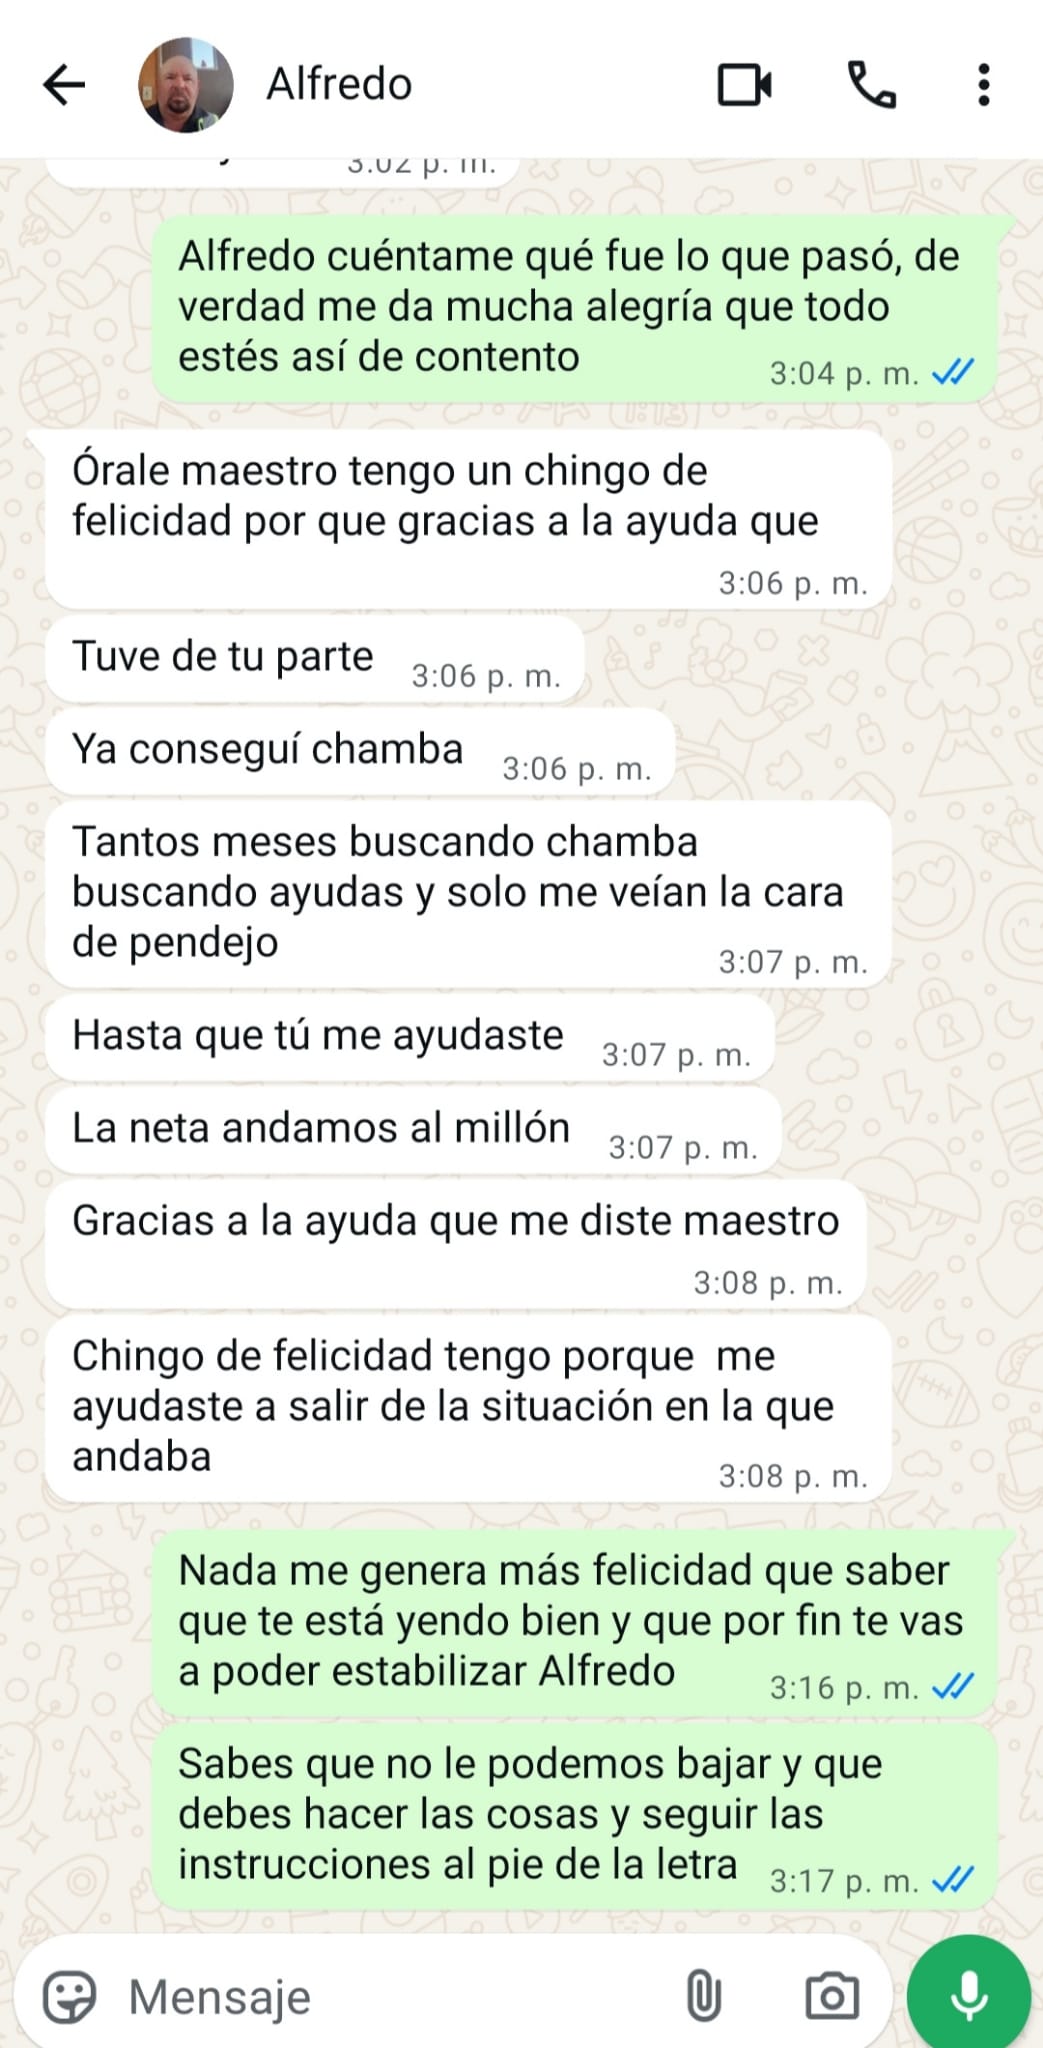 Alfredo
3:02 p. m.
Alfredo cuéntame qué fue lo que pasó, de
verdad me da mucha alegría que todo
estés así de contento
3:04 p. m.
Órale maestro tengo un chingo de
felicidad por que gracias a la ayuda que
3:06 p. m.
Tuve de tu parte 3:06 p. m.
Ya conseguí chamba 3:06 p. m.
Tantos meses buscando chamba
buscando ayudas y solo me veían la cara
de pendejo
3:07 p. m.
Hasta que tú me ayudaste 3:07 p. m.
La neta andamos al millón 3:07 p. m.
Gracias a la ayuda que me diste maestro
3:08 p. m.
Chingo de felicidad tengo porque  me
ayudaste a salir de la situación en la que
andaba
3:08 p. m.
Nada me genera más felicidad que saber
que te está yendo bien y que por fin te vas
a poder estabilizar Alfredo
3:16 p. m.
Sabes que no le podemos bajar y que
debes hacer las cosas y seguir las
instrucciones al pie de la letra
3:17 p. m.
Mensaje